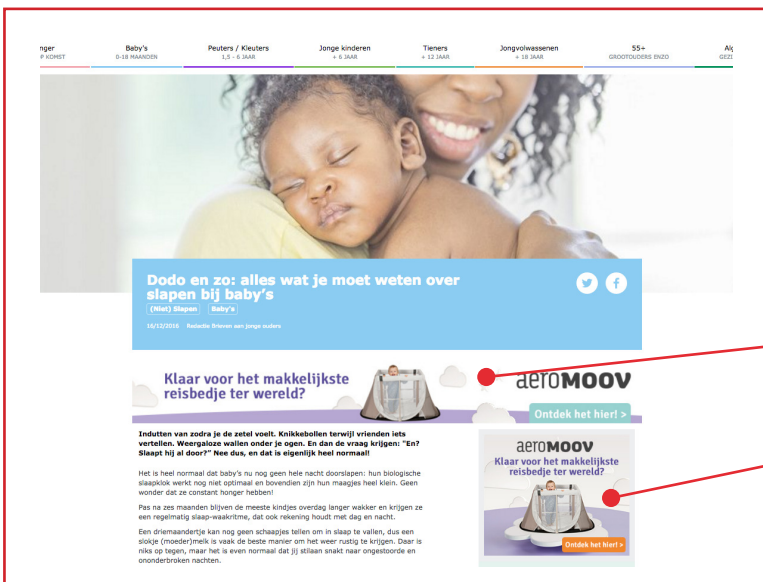 nger
Baby's
Peuters / Kleuters
Jonge kinderen
Tieners
Jongvolwassenen
55+
P KOMST
0-18 MAANDEN
1,5 - 6 JAAR
+ 6 JAAR
+ 12 JAAR
+ 18 JAAR
GROOTOUDERS ENZO
Dodo en zo: alles wat je moet weten over
slapen bij baby's
(Niet) Slapen Baby's
16/12/2016 Redactie Brieven aan jonge ouders
Klaar voor het makkelijkste
reisbedje ter wereld?
aeroMOOV
Ontdek het hier! >
Indutten van zodra je de zetel voelt. Knikkebollen terwijl vrienden iets
vertellen. Weergaloze wallen onder je ogen. En dan de vraag krijgen: "En?
Slaapt hij al door?" Nee dus, en dat is eigenlijk heel normaal!
Het is heel normaal dat baby's nu nog geen hele nacht doorslapen: hun biologische
slaapklok werkt nog niet optimaal en bovendien zijn hun maagjes heel klein. Geen
wonder dat ze constant honger hebben!
Pas na zes maanden blijven de meeste kindjes overdag langer wakker en krijgen ze
een regelmatig slaap-waakritme, dat ook rekening houdt met dag en nacht.
Een driemaandertje kan nog geen schaapjes tellen om in slaap te vallen, dus een
slokje (moeder)melk is vaak de beste manier om het weer rustig te krijgen. Daar is
niks op tegen, maar het is even normaal dat jij stilaan snakt naar ongestoorde en
ononderbroken nachten.
aeroMOOV
Klaar voor het makkelijkste
reisbedje ter wereld?
Ontdek het hier! >